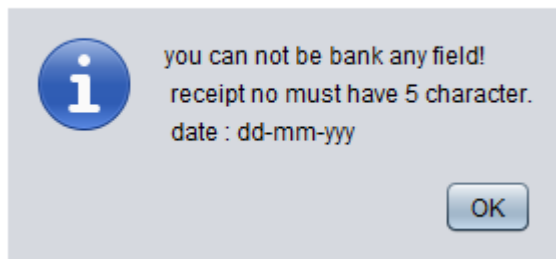 you can not be bank any field!
receipt no must have 5 character.
date : dd-mm-yyy
OK